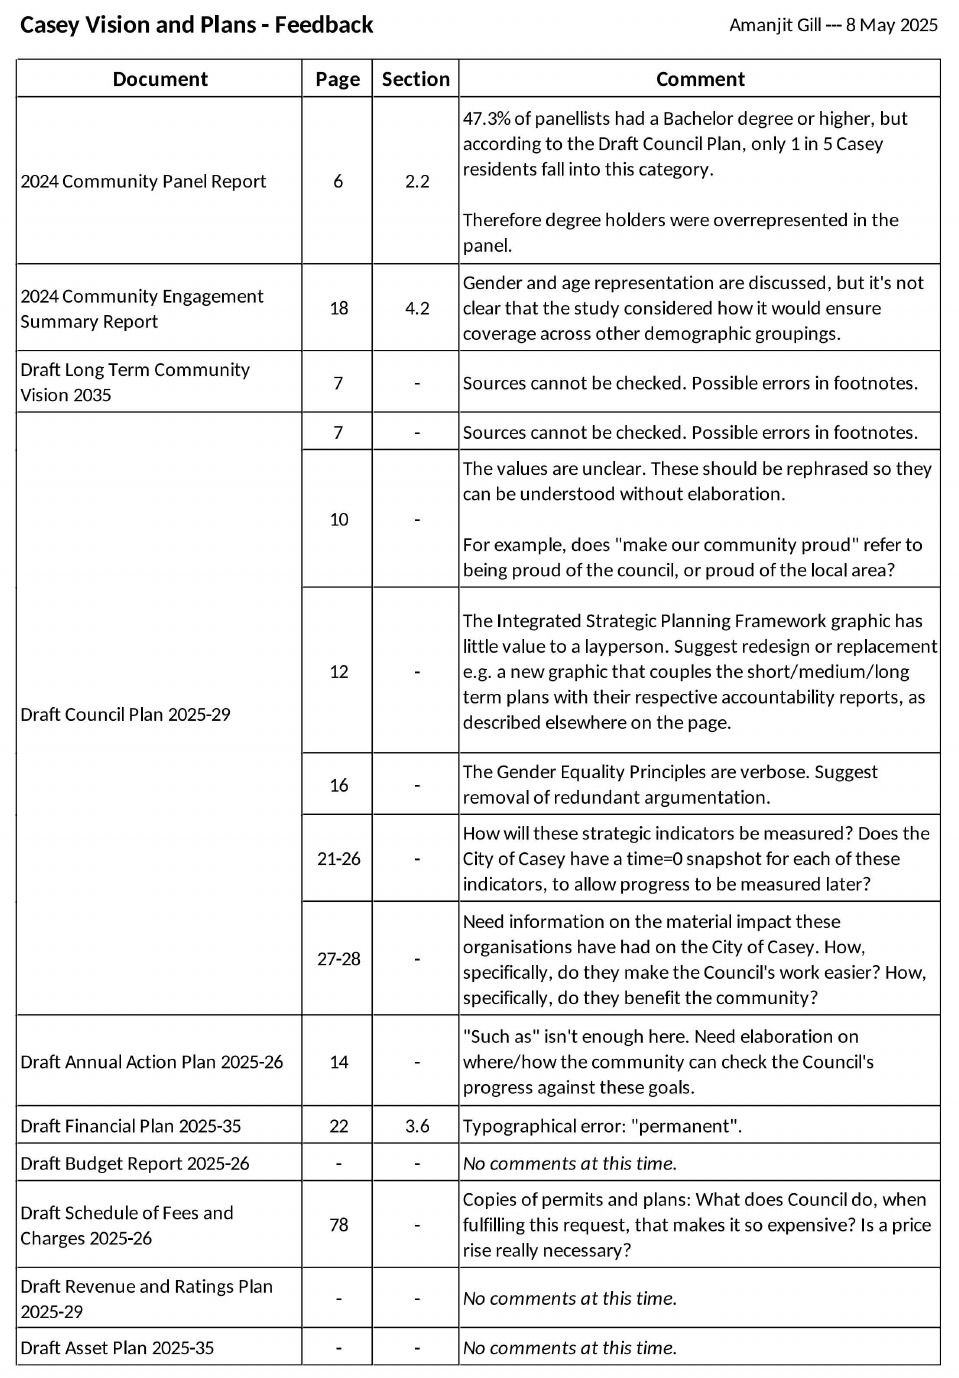 Casey Vision and Plans - Feedback
Amanjit Gill --- 8 May 2025
Document Page Section Comment
2024 Community Panel Report 6 2.2
47.3% of panellists had a Bachelor degree or higher, but
according to the Draft Council Plan, only 1 in 5 Casey
residents fall into this category.
Therefore degree holders were overrepresented in the
panel.
2024 Community Engagement
Summary Report
18 4.2
Gender and age representation are discussed, but it's not
clear that the study considered how it would ensure
coverage across other demographic groupings.
Draft Long Term Community
Vision 2035
7 - Sources cannot be checked. Possible errors in footnotes.
Draft Council Plan 2025-29
7 - Sources cannot be checked. Possible errors in footnotes.
10 -
The values are unclear. These should be rephrased so they
can be understood without elaboration.
For example, does "make our community proud" refer to
being proud of the council, or proud of the local area?
12 -
The Integrated Strategic Planning Framework graphic has
little value to a layperson. Suggest redesign or replacement
e.g. a new graphic that couples the short/medium/long
term plans with their respective accountability reports, as
described elsewhere on the page.
16 -
The Gender Equality Principles are verbose. Suggest
removal of redundant argumentation.
21-26 -
How will these strategic indicators be measured? Does the
City of Casey have a time=0 snapshot for each of these
indicators, to allow progress to be measured later?
27-28 -
Need information on the material impact these
organisations have had on the City of Casey. How,
specifically, do they make the Council's work easier? How,
specifically, do they benefit the community?
Draft Annual Action Plan 2025-26 14 -
"Such as" isn't enough here. Need elaboration on
where/how the community can check the Council's
progress against these goals.
Draft Financial Plan 2025-35 22 3.6 Typographical error: "permanent".
Draft Budget Report 2025-26 - - No comments at this time.
Draft Schedule of Fees and
Charges 2025-26
78 -
Copies of permits and plans: What does Council do, when
fulfilling this request, that makes it so expensive? Is a price
rise really necessary?
Draft Revenue and Ratings Plan
2025-29
- - No comments at this time.
Draft Asset Plan 2025-35 - - No comments at this time.